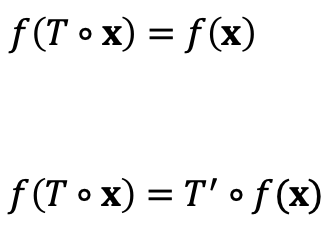 f(T ∘ x) = f(x)
f(T ∘ x) = T′ ∘ f(x)